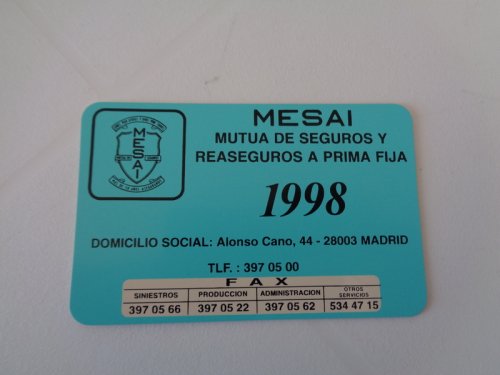 MESAI
MESAI
MUTUA DE SEGUROS Y
REASEGUROS A PRIMA FIJA
1998
DOMICILIO SOCIAL: Alonso Cano, 44 - 28003 MADRID
TLF. : 397 05 00
FAX
SINIESTROS PRODUCCION ADMINISTRACION OTROS SERVICIOS
397 05 66 397 05 22 397 05 62 534 47 15